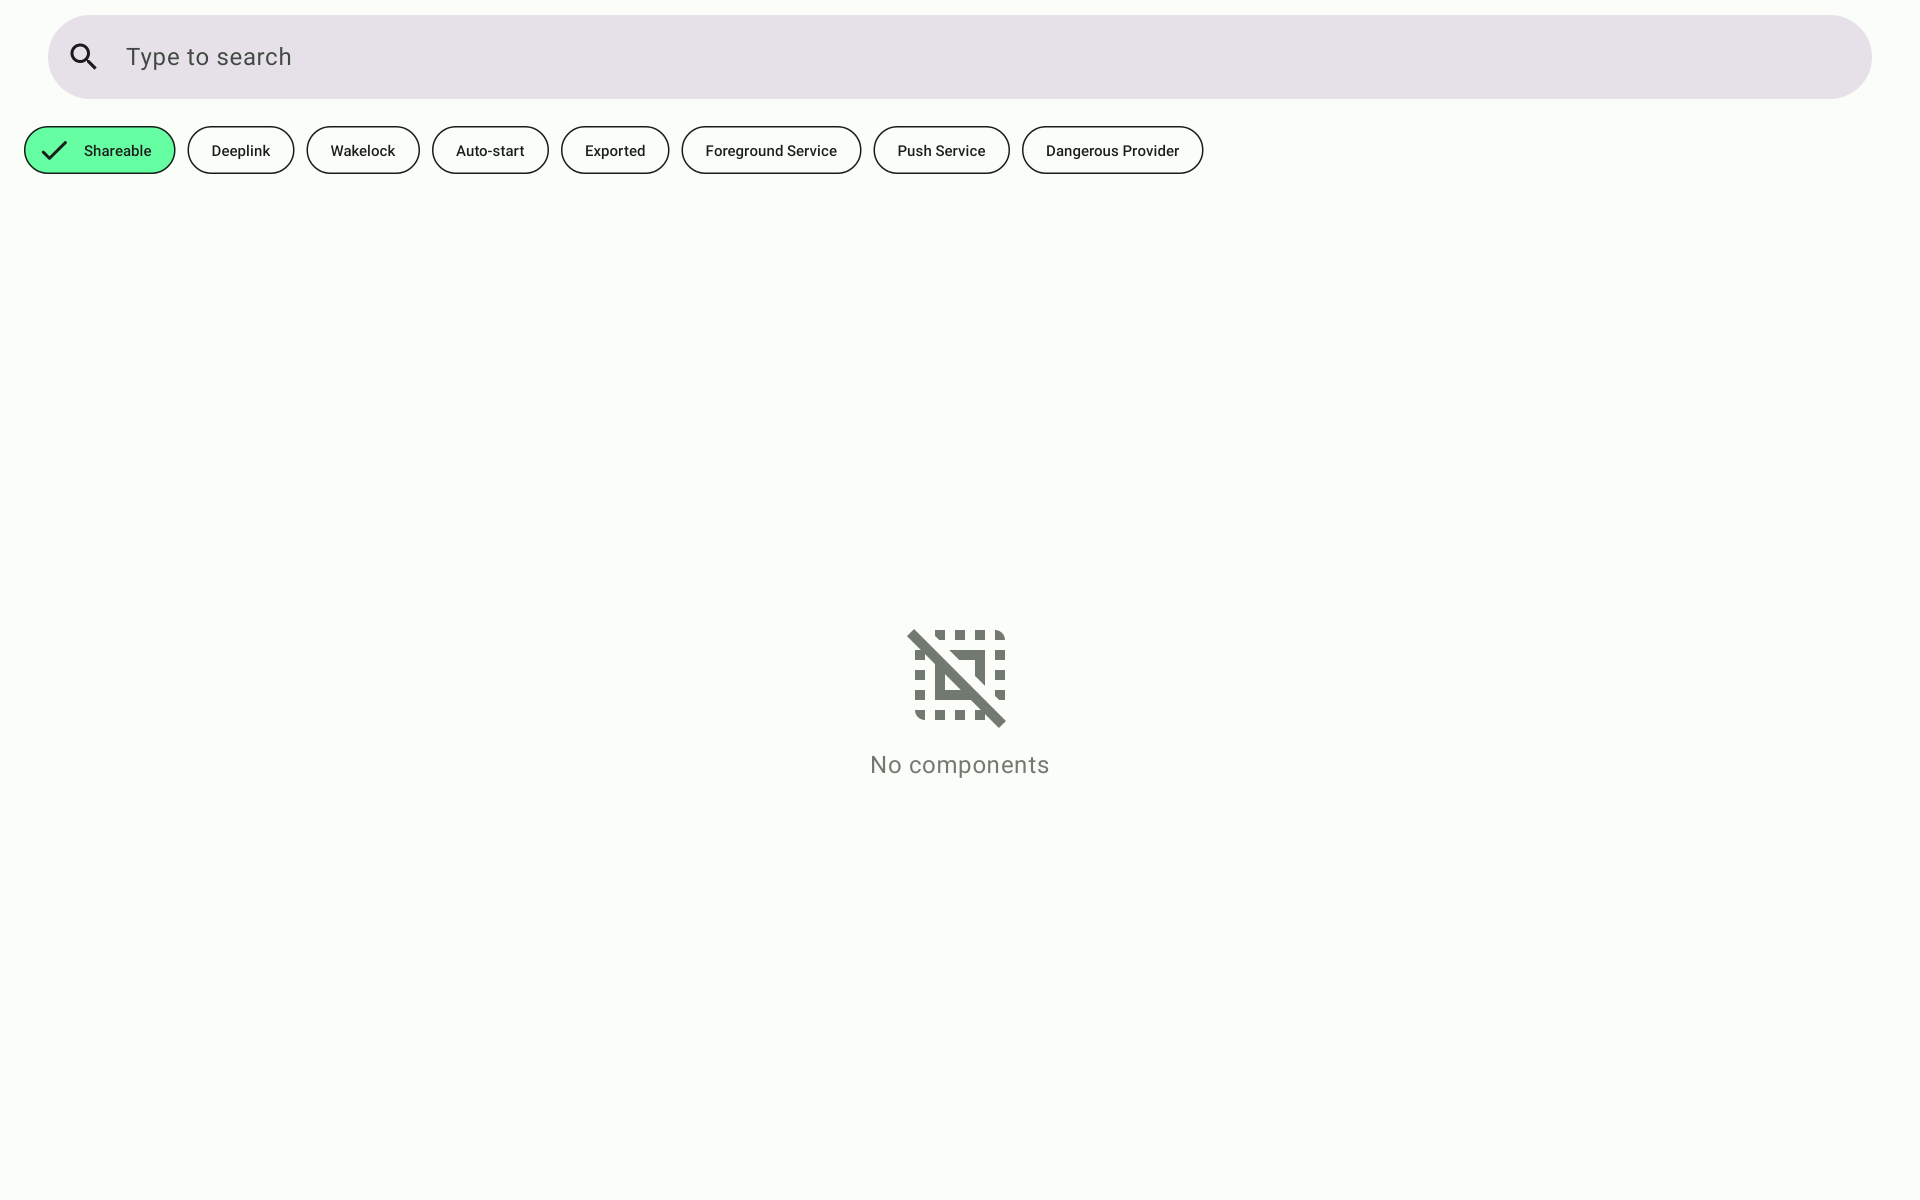 Type to search
Shareable
Deeplink
Wakelock
Auto-start
Exported
Foreground Service
Push Service
Dangerous Provider
No components